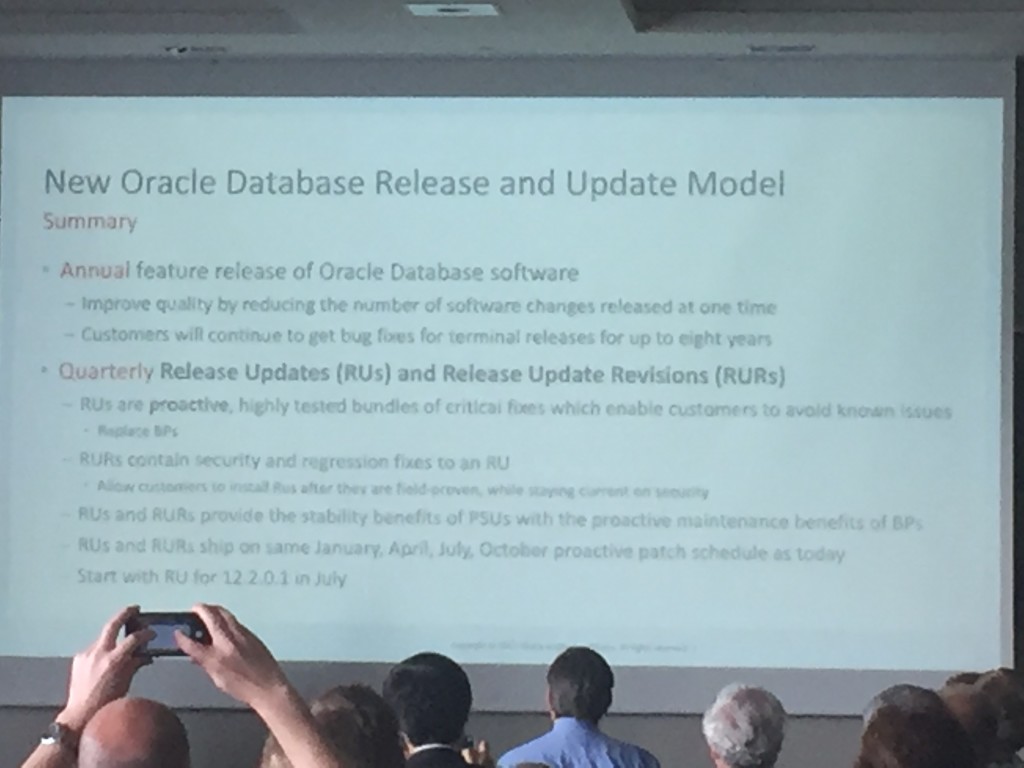 New Oracle Database Release and Update Model
Summary
• Annual feature release of Oracle Database software
– Improve quality by reducing the number of software changes released at one time
– Customers will continue to get bug fixes for terminal releases for up to eight years
• Quarterly Release Updates (RUs) and Release Update Revisions (RURs)
– RUs are proactive, highly tested bundles of critical fixes which enable customers to avoid known issues
• Replace BPs
– RURs contain security and regression fixes to an RU
• Allow customers to install Rus after they are field-proven, while staying current on security
– RUs and RURs provide the stability benefits of PSUs with the proactive maintenance benefits of BPs
– RUs and RURs ship on same January, April, July, October proactive patch schedule as today
Start with RU for 12.2.0.1 in July